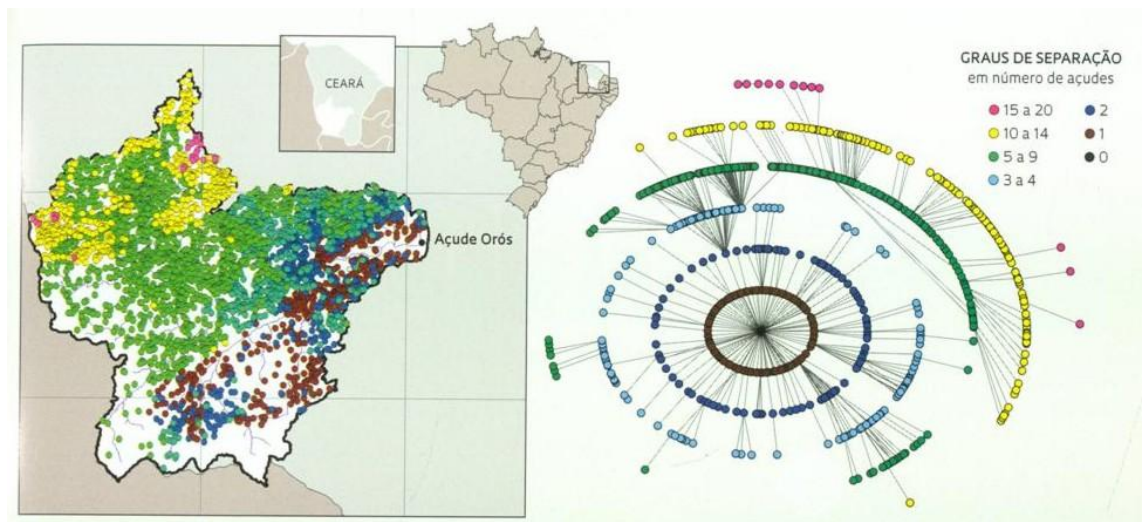 CEARÁ
Açude Orós
GRAUS DE SEPARAÇÃO
em número de açudes
15 a 20
10 a 14
5 a 9
3 a 4
2
1
0